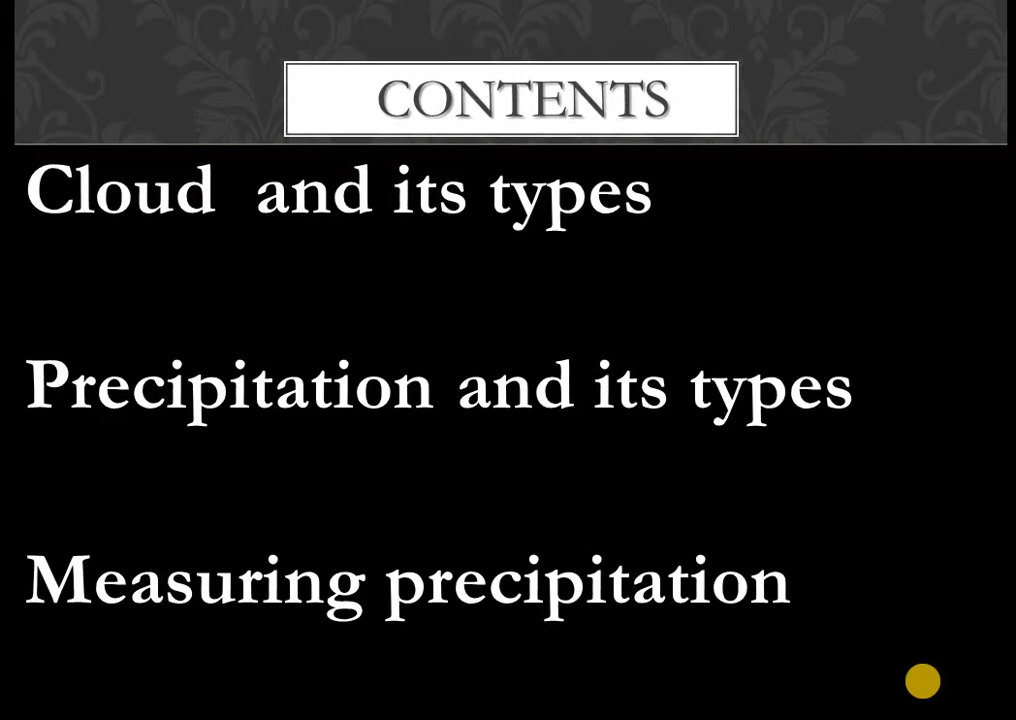 CONTENTS
Cloud and its types
Precipitation and its types
Measuring precipitation